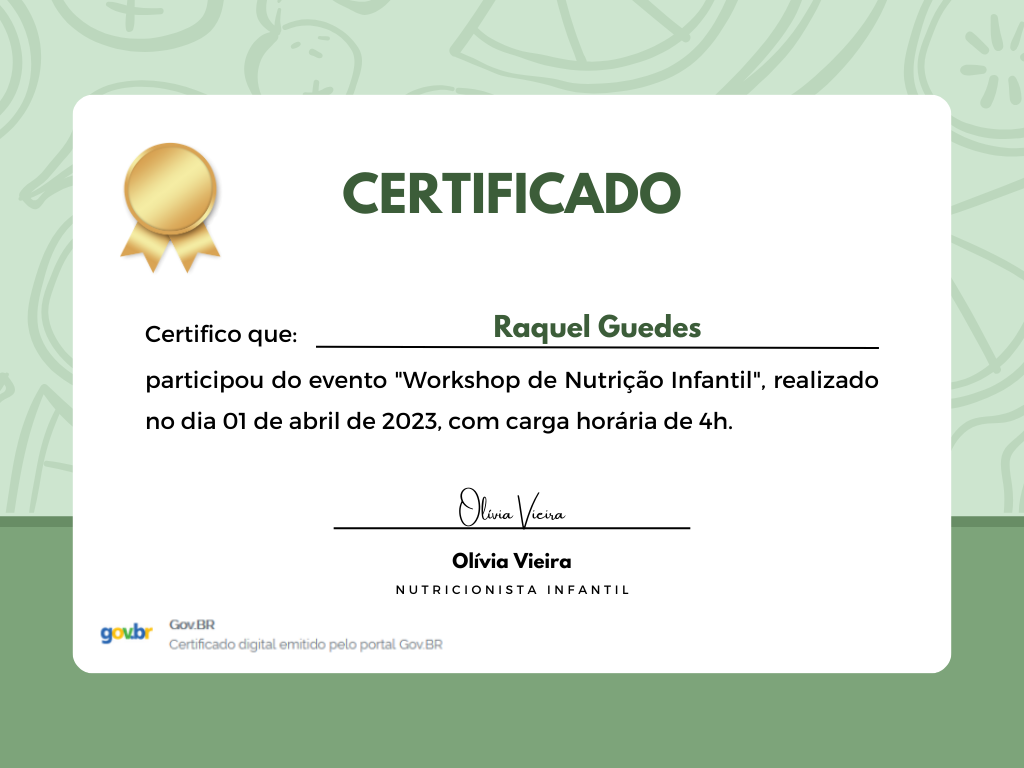 CERTIFICADO
Certifico que: Raquel Guedes
participou do evento "Workshop de Nutrição Infantil", realizado
no dia 01 de abril de 2023, com carga horária de 4h.
Olívia Vieira
Olívia Vieira
NUTRICIONISTA INFANTIL
gov.br Gov.BR
Certificado digital emitido pelo portal Gov.BR